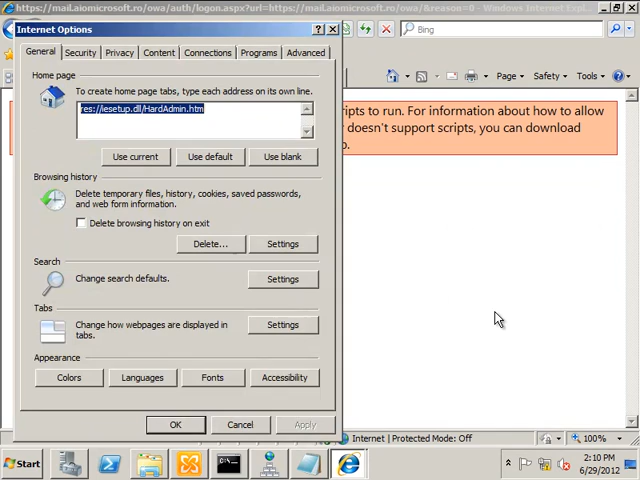 https://mail.aiomicrosoft.ro/owa/auth/logon.aspx?url=https://mail.aiomicrosoft.ro/owa/&reason=0 - Windows Internet
Internet Options
? 
Bing
General Security Privacy Content Connections Programs Advanced
Page Safety Tools
Home page
To create home page tabs, type each address on its own line.
res://iesetup.dll/HardAdmin.htm
ripts to run. For information about how to allow
doesn't support scripts, you can download
Use current Use default Use blank
Browsing history
Delete temporary files, history, cookies, saved passwords,
and web form information.
Delete browsing history on exit
Delete... Settings
Search
Change search defaults.
Settings
Tabs
Change how webpages are displayed in
tabs.
Settings
Appearance
Colors Languages Fonts Accessibility
OK Cancel Apply
Internet | Protected Mode: Off
100%
Start
2:10 PM
6/29/2012